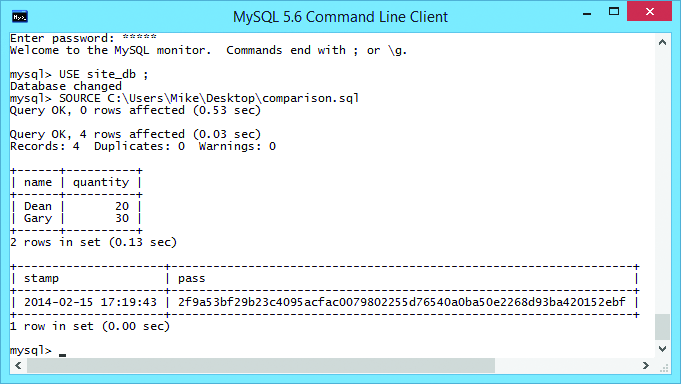 MySQL 5.6 Command Line Client
Enter password: *****
Welcome to the MySQL monitor.  Commands end with ; or \g.
mysql> USE site_db ;
Database changed
mysql> SOURCE C:\Users\Mike\Desktop\comparison.sql
Query OK, 0 rows affected (0.53 sec)
Query OK, 4 rows affected (0.03 sec)
Records: 4  Duplicates: 0  Warnings: 0
+------+----------+
| name | quantity |
+------+----------+
| Dean |       20 |
| Gary |       30 |
+------+----------+
2 rows in set (0.13 sec)
+---------------------+------------------------------------------------------------------+
| stamp               | pass                                                             |
+---------------------+------------------------------------------------------------------+
| 2014-02-15 17:19:43 | 2f9a53bf29b23c4095acfac0079802255d76540a0ba50e2268d93ba420152ebf |
+---------------------+------------------------------------------------------------------+
1 row in set (0.00 sec)
mysql> _